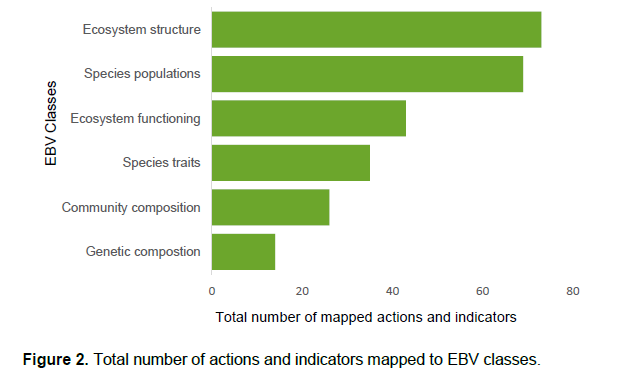 Ecosystem structure
Species populations
Ecosystem functioning
Species traits
Community composition
Genetic compostion
EBV Classes
0 20 40 60 80
Total number of mapped actions and indicators
Figure 2. Total number of actions and indicators mapped to EBV classes.